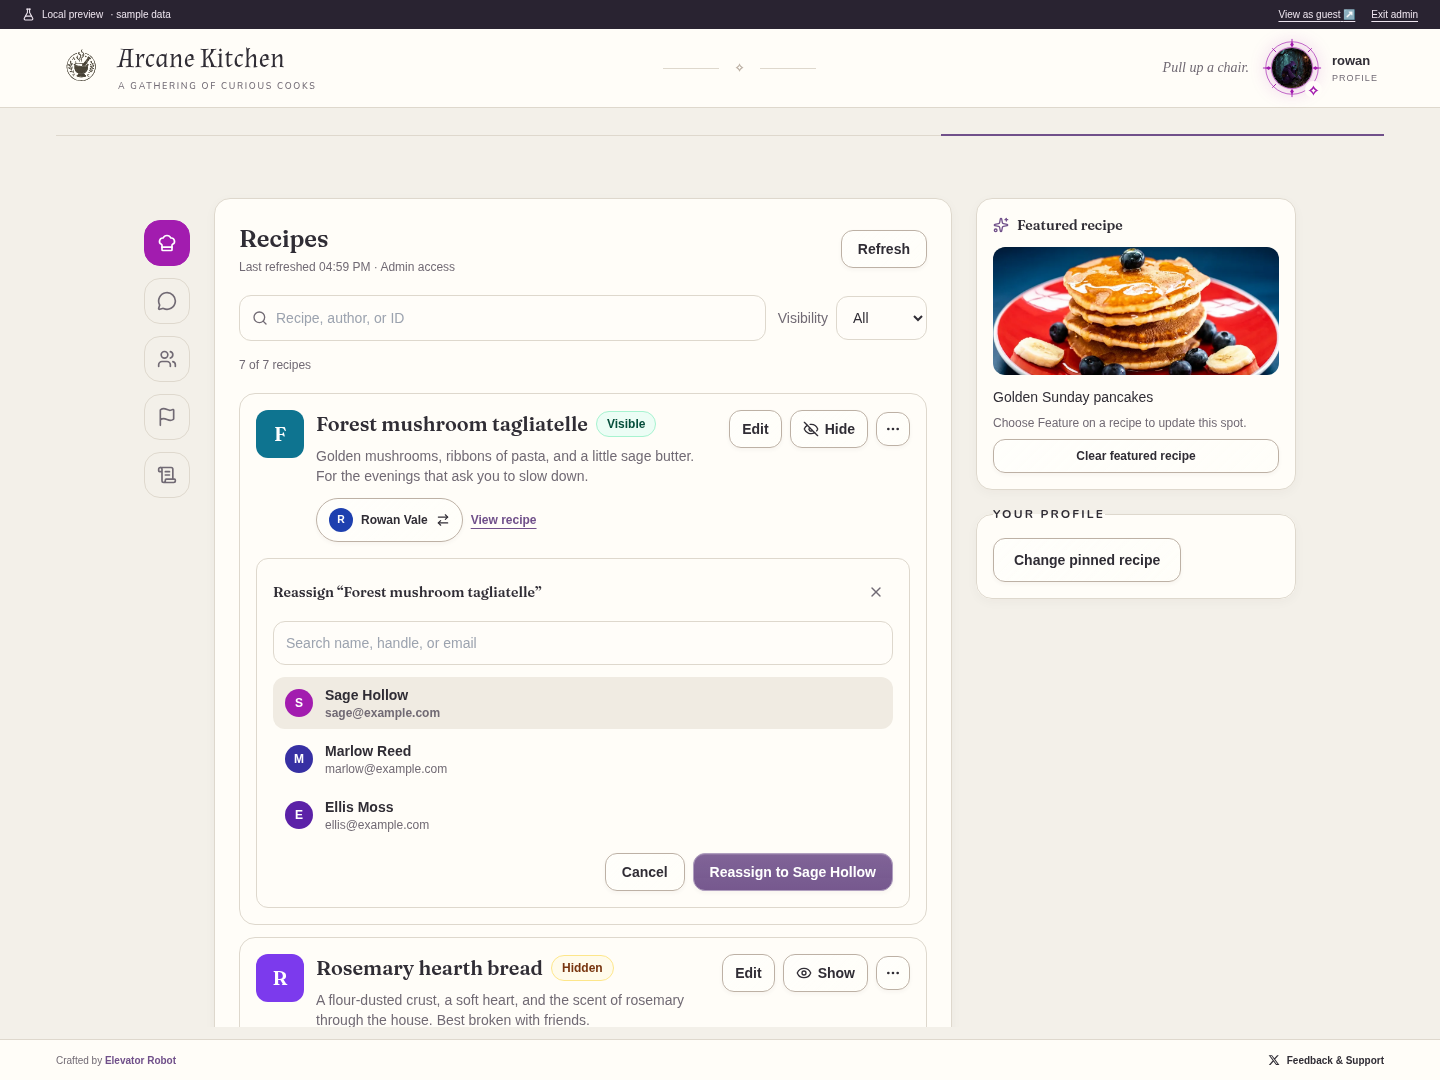 Local preview · sample data
View as guest ↗ Exit admin
Arcane Kitchen
A GATHERING OF CURIOUS COOKS
Pull up a chair.
rowan
PROFILE
Recipes
Last refreshed 04:59 PM · Admin access
Refresh
Recipe, author, or ID
Visibility All
7 of 7 recipes
F
Forest mushroom tagliatelle Visible
Edit Hide
Golden mushrooms, ribbons of pasta, and a little sage butter.
For the evenings that ask you to slow down.
R Rowan Vale View recipe
Reassign “Forest mushroom tagliatelle”
Search name, handle, or email
S Sage Hollow
sage@example.com
M Marlow Reed
marlow@example.com
E Ellis Moss
ellis@example.com
Cancel Reassign to Sage Hollow
R
Rosemary hearth bread Hidden
Edit Show
A flour-dusted crust, a soft heart, and the scent of rosemary
through the house. Best broken with friends.
Featured recipe
Golden Sunday pancakes
Choose Feature on a recipe to update this spot.
Clear featured recipe
YOUR PROFILE
Change pinned recipe
Crafted by Elevator Robot
Feedback & Support